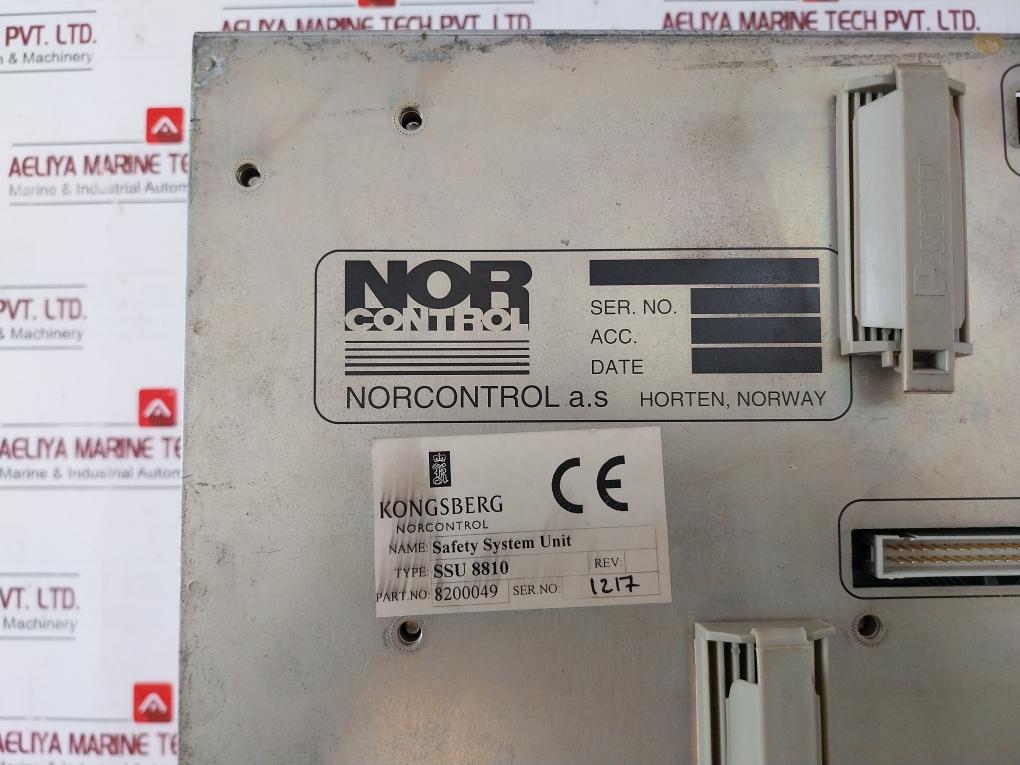 PVT. LTD.
& Machinery
AELIYA MARINE TECH PVT. LTD.
AELIYA MARINE TECH PVT. LTD
AELIYA MARINE TE
Marine & Industrial Autom
PVT. LTD.
& Machinery
AELIYA MARINE TE
Marine & Industrial Autom
VT. LTD.
Machinery
AELIYA MARINE TE
PANDUIT
NOR
CONTROL
SER. NO.
ACC.
DATE
NORCONTROL a.s HORTEN, NORWAY
KONGSBERG
NORCONTROL
CE
NAME: Safety System Unit
TYPE: SSU 8810 REV:
PART.NO: 8200049 SER.NO: 1217